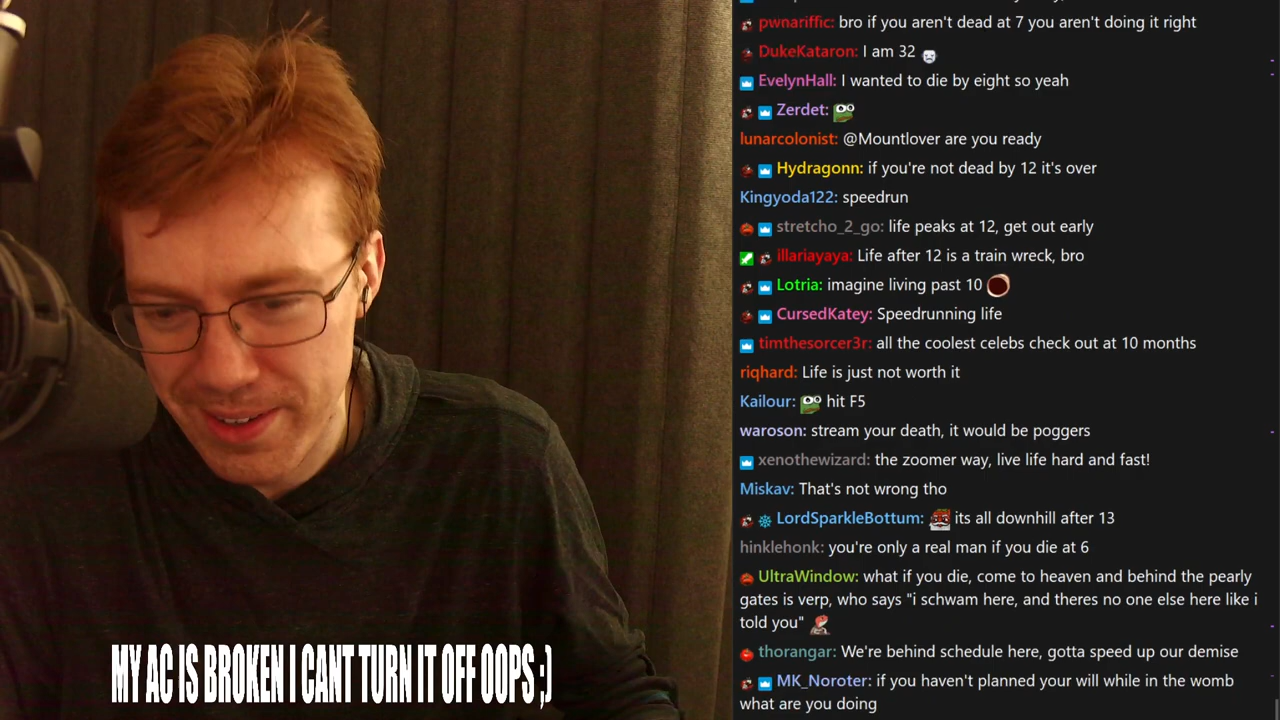 pwnariffic: bro if you aren't dead at 7 you aren't doing it right
DukeKataron: I am 32
EvelynHall: I wanted to die by eight so yeah
Zerdet:
lunarcolonist: @Mountlover are you ready
Hydragonn: if you're not dead by 12 it's over
Kingyoda122: speedrun
stretcho_2_go: life peaks at 12, get out early
illariayaya: Life after 12 is a train wreck, bro
Lotria: imagine living past 10
CursedKatey: Speedrunning life
timthesorcer3r: all the coolest celebs check out at 10 months
riqhard: Life is just not worth it
Kailour: hit F5
waroson: stream your death, it would be poggers
xenothewizard: the zoomer way, live life hard and fast!
Miskav: That's not wrong tho
LordSparkleBottum: its all downhill after 13
hinklehonk: you're only a real man if you die at 6
UltraWindow: what if you die, come to heaven and behind the pearly
gates is verp, who says "i schwam here, and theres no one else here like i
told you"
thorangar: We're behind schedule here, gotta speed up our demise
MK_Noroter: if you haven't planned your will while in the womb
what are you doing
MY AC IS BROKEN I CANT TURN IT OFF OOPS ;)